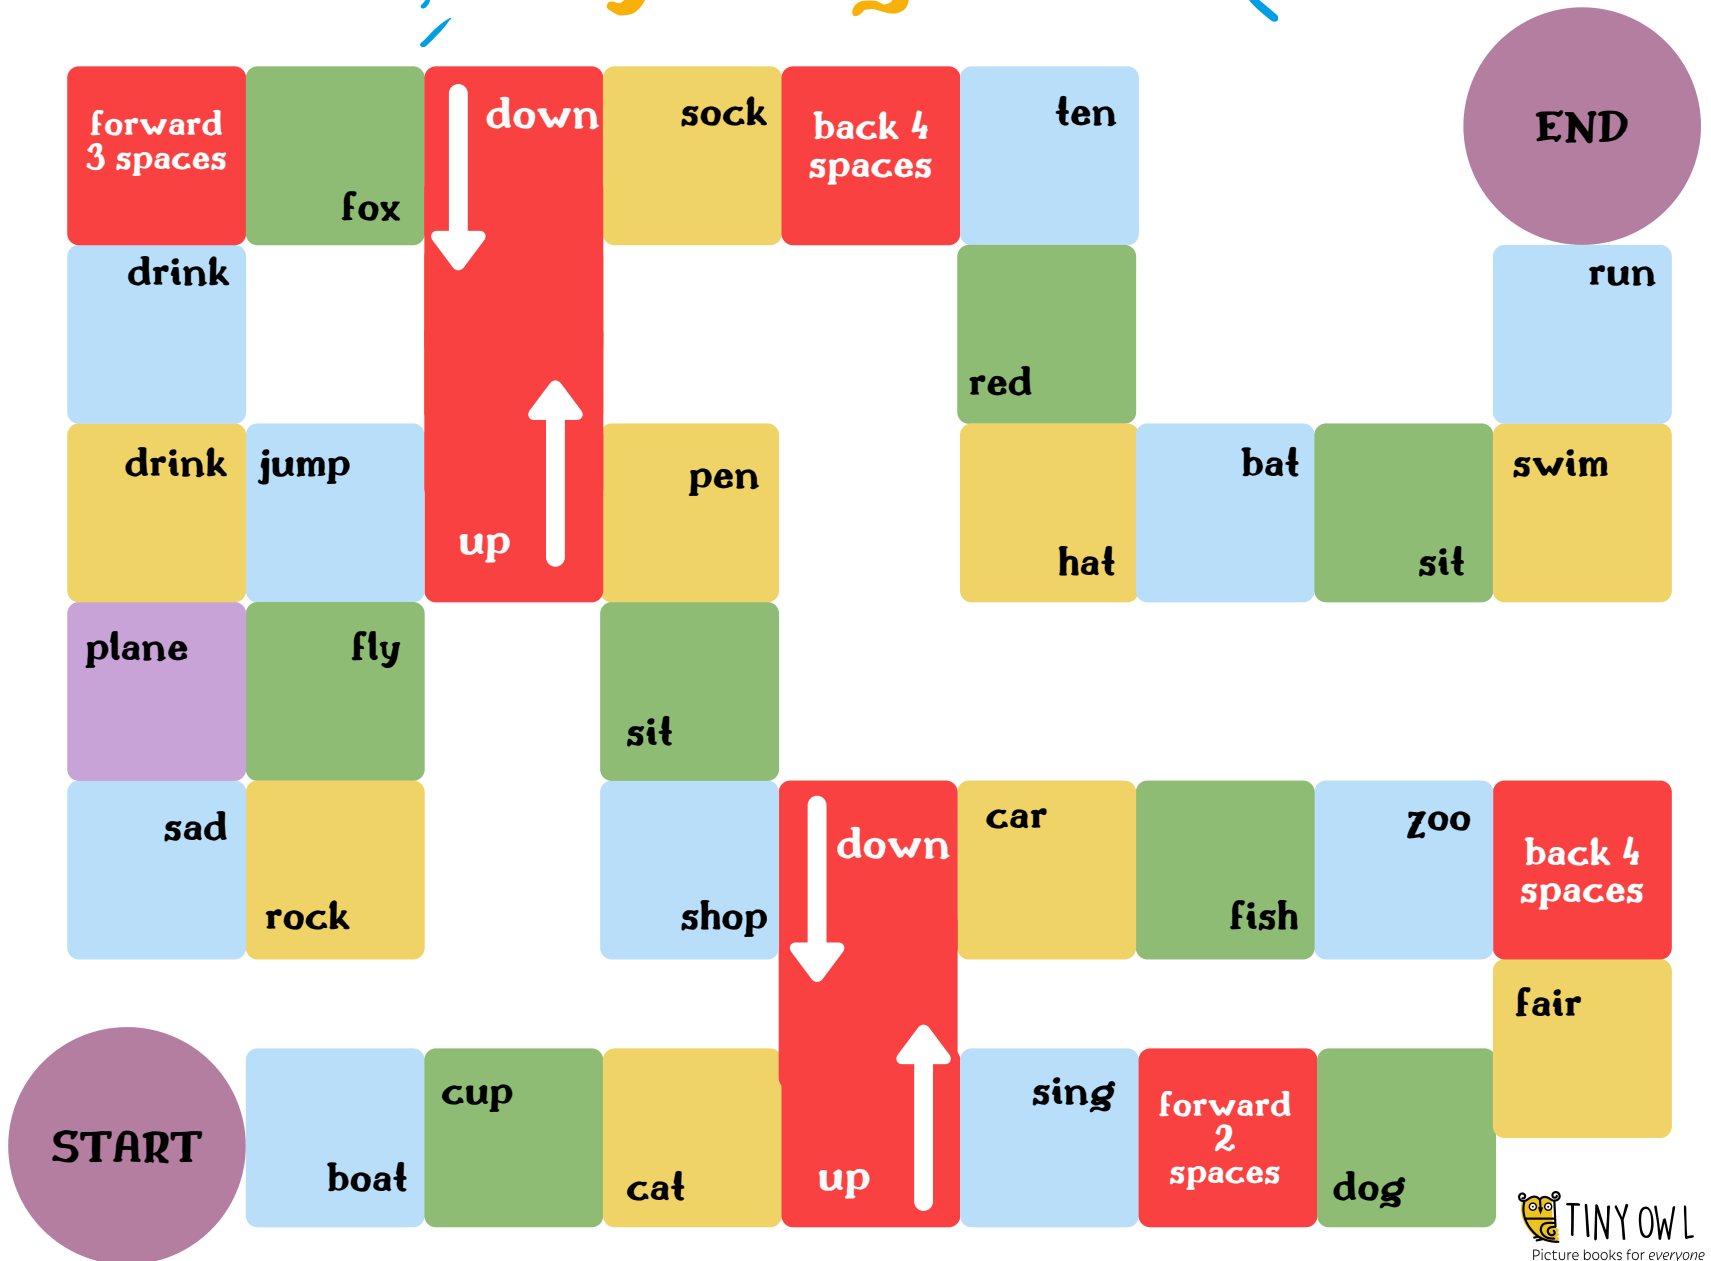 forward
3 spaces
fox
down
sock
back 4
spaces
ten
END
drink
red
run
drink
jump
up
pen
hat
bat
sit
swim
plane
fly
sit
sad
rock
shop
down
car
fish
zoo
back 4
spaces
fair
START
boat
cup
cat
up
sing
forward
2
spaces
dog
TINY OWL
Picture books for everyone